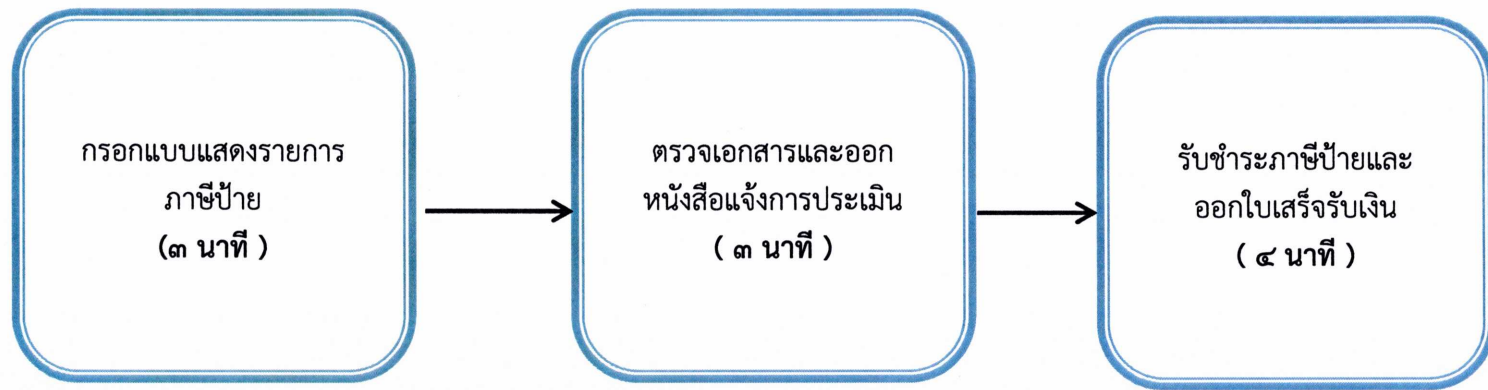 กรอกแบบแสดงรายการ
ภาษีป้าย
(๓ นาที )
ตรวจเอกสารและออก
หนังสือแจ้งการประเมิน
( ๓ นาที )
รับชำระภาษีป้ายและ
ออกใบเสร็จรับเงิน
( ๔ นาที )